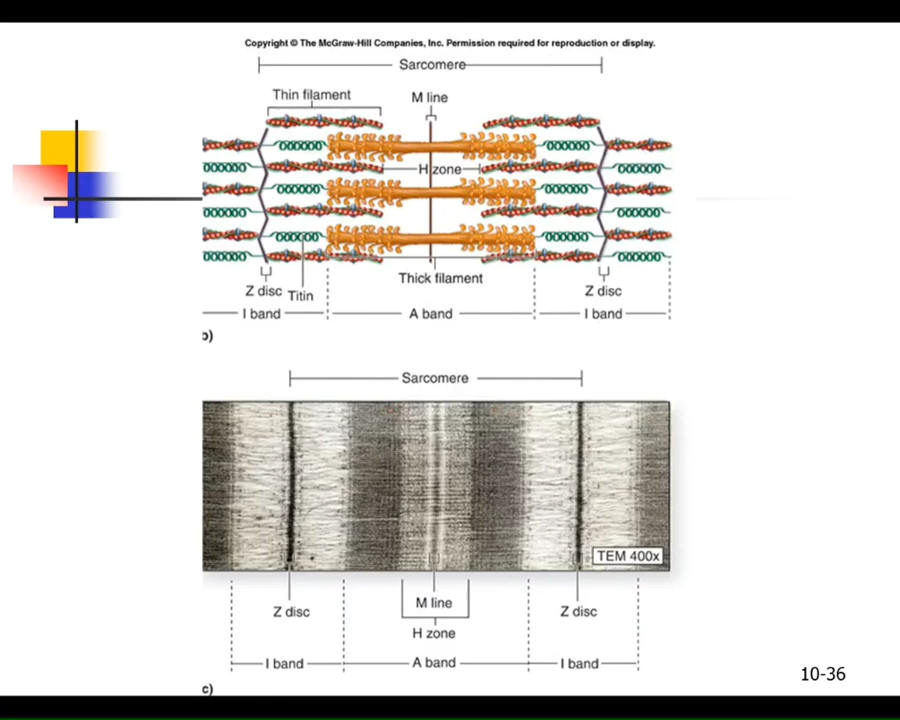 Copyright © The McGraw-Hill Companies, Inc. Permission required for reproduction or display.
Sarcomere
Thin filament
M line
H zone
Thick filament
Z disc
Titin
Z disc
I band
A band
I band
b)
Sarcomere
TEM 400x
Z disc
M line
Z disc
H zone
I band
A band
I band
10-36
c)